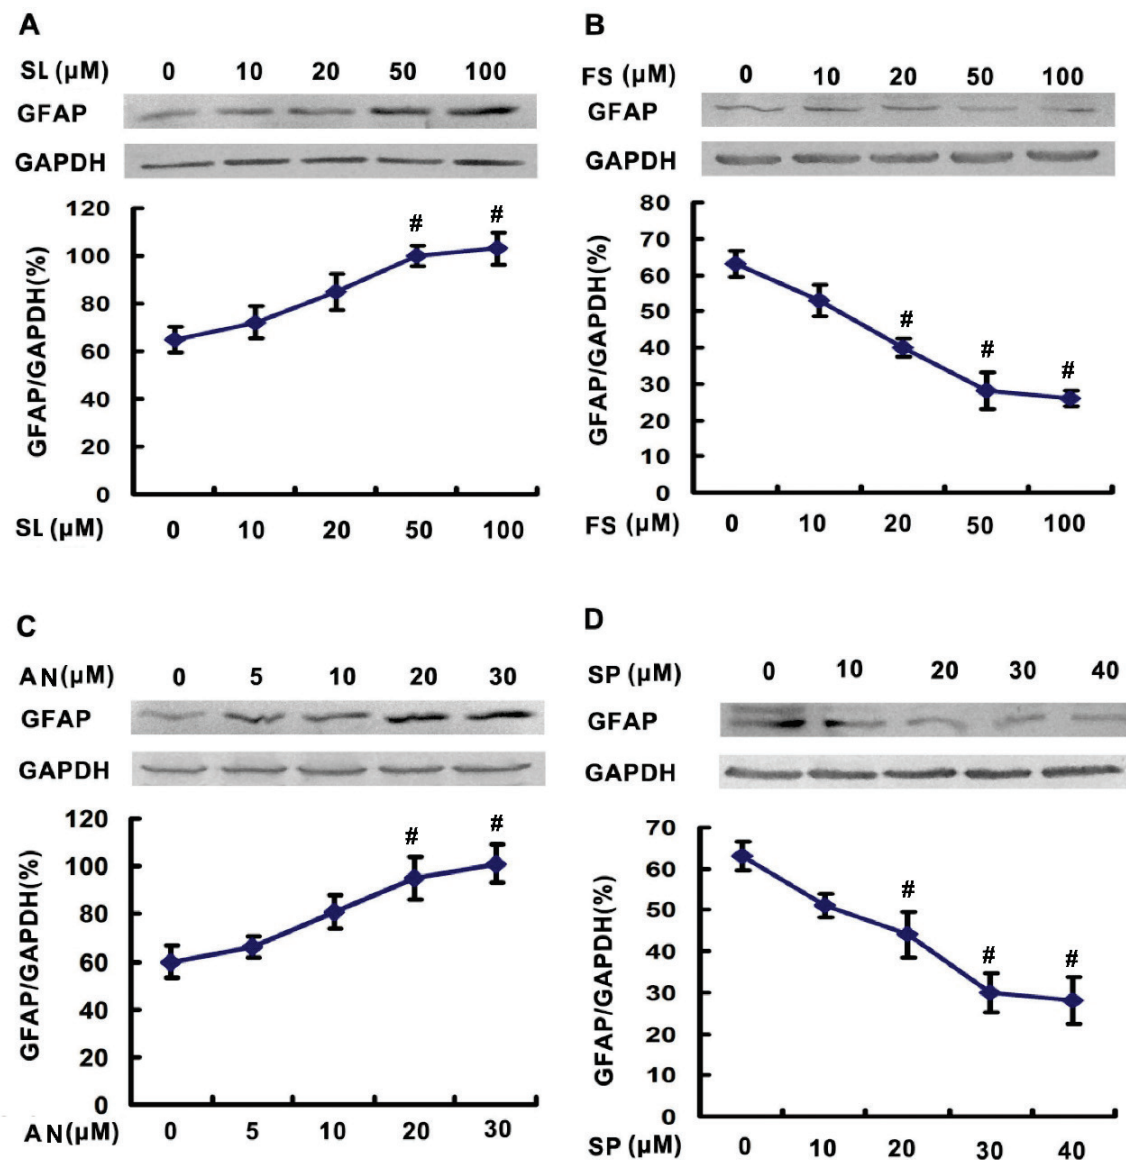 A
SL (μM) 0 10 20 50 100
GFAP
GAPDH
120
100
80
60
40
20
0
GFAP/GAPDH(%)
# #
SL (μM) 0 10 20 50 100
B
FS (μM) 0 10 20 50 100
GFAP
GAPDH
80
70
60
50
40
30
20
10
0
GFAP/GAPDH(%)
# # #
FS (μM) 0 10 20 50 100
C
AN(μM) 0 5 10 20 30
GFAP
GAPDH
120
100
80
60
40
20
0
GFAP/GAPDH(%)
# #
AN(μM) 0 5 10 20 30
D
SP (μM) 0 10 20 30 40
GFAP
GAPDH
70
60
50
40
30
20
10
0
GFAP/GAPDH(%)
# # #
SP (μM) 0 10 20 30 40